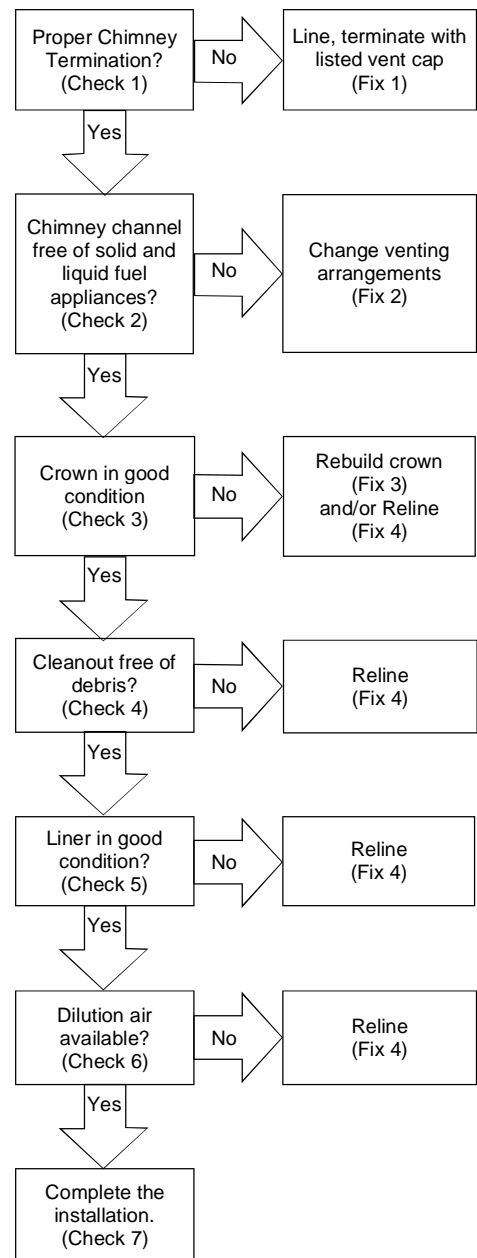 Proper Chimney
Termination?
(Check 1)
No
Line, terminate with
listed vent cap
(Fix 1)
Yes
Chimney channel
free of solid and
liquid fuel
appliances?
(Check 2)
No
Change venting
arrangements
(Fix 2)
Yes
Crown in good
condition
(Check 3)
No
Rebuild crown
(Fix 3)
and/or Reline
(Fix 4)
Yes
Cleanout free of
debris?
(Check 4)
No
Reline
(Fix 4)
Yes
Liner in good
condition?
(Check 5)
No
Reline
(Fix 4)
Yes
Dilution air
available?
(Check 6)
No
Reline
(Fix 4)
Yes
Complete the
installation.
(Check 7)